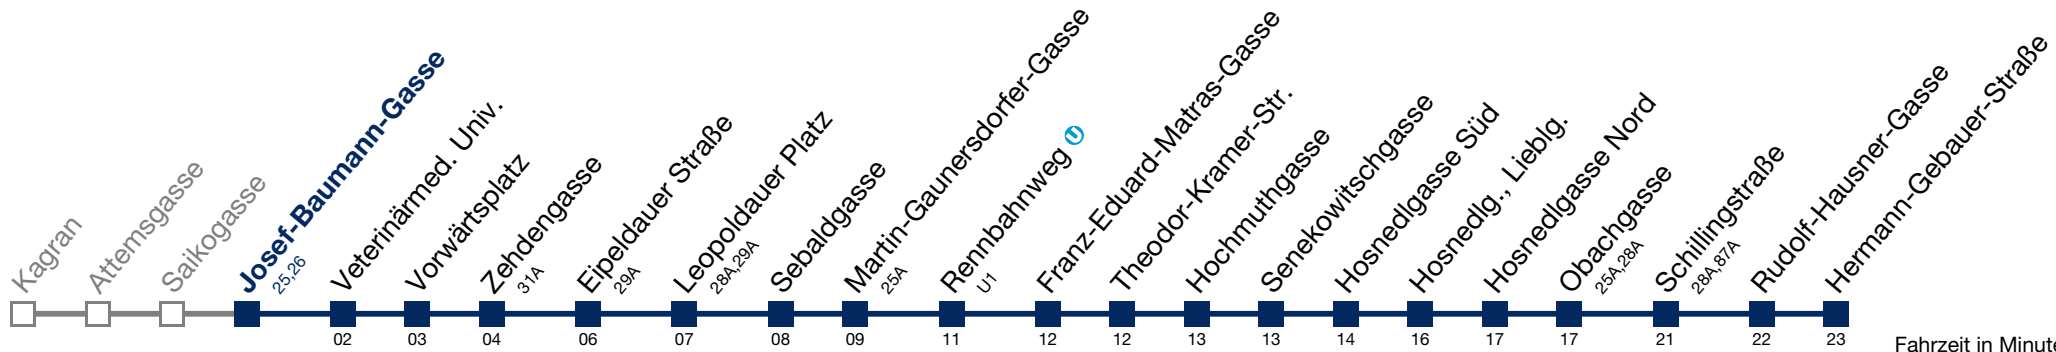 Kagran
Attemsgasse
Saikogasse
Josef-Baumann-Gasse
25,26
Veterinärmed. Univ.
Vorwärtsplatz
Zehdengasse
31A
Eipeldauer Straße
29A
Leopoldauer Platz
28A,29A
Sebaldgasse
Martin-Gaunersdorfer-Gasse
25A
Rennbahnweg U
U1
Franz-Eduard-Matras-Gasse
Theodor-Kramer-Str.
Hochmuthgasse
Senekowitschgasse
Hosnedlgasse Süd
Hosnedlg., Lieblg.
Hosnedlgasse Nord
Obachgasse
25A,28A
Schillingstraße
28A,87A
Rudolf-Hausner-Gasse
Hermann-Gebauer-Straße
02 03 04 06 07 08 09 11 12 12 13 13 14 16 17 17 21 22 23
Fahrzeit in Minute